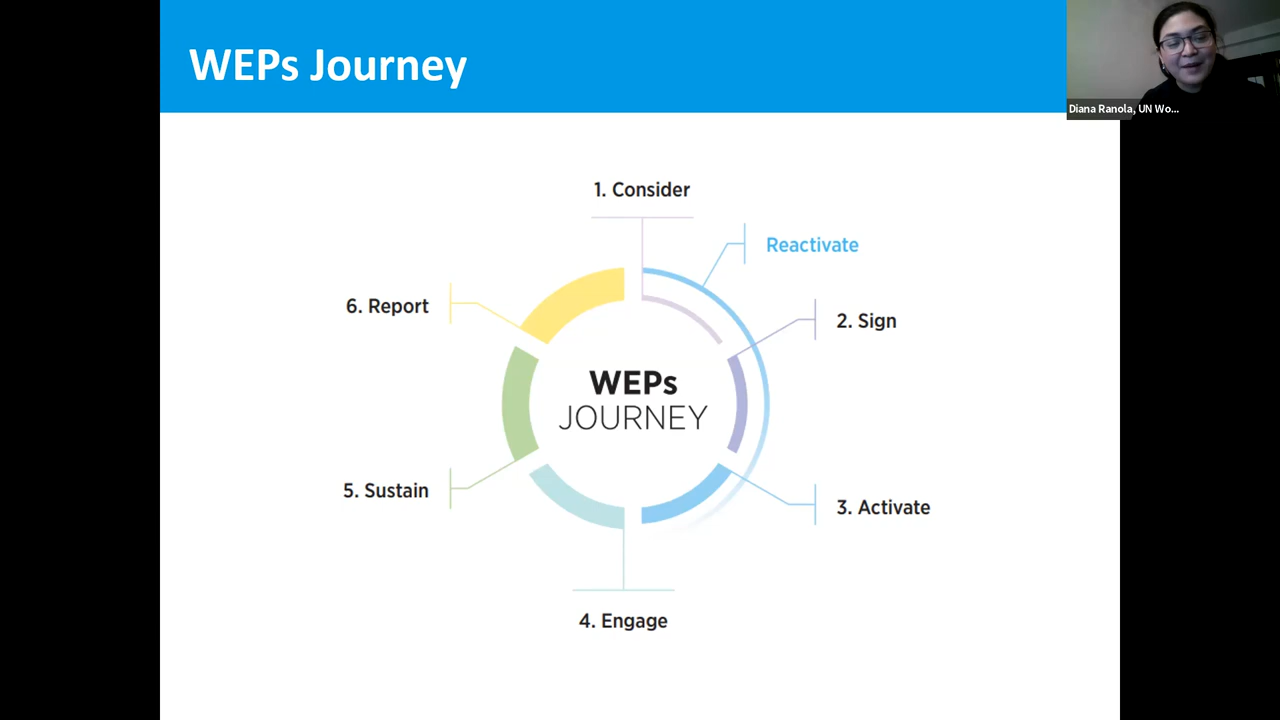 WEPs Journey
Diana Ranola, UN Wo...
1. Consider
Reactivate
6. Report
2. Sign
WEPs
JOURNEY
5. Sustain
3. Activate
4. Engage